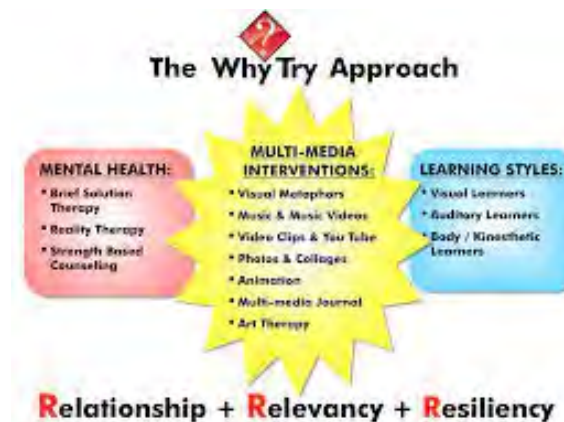 ?
The WhyTry Approach
MENTAL HEALTH:
• Brief Solution
Therapy
• Reality Therapy
• Strength Based
Counseling
MULTI-MEDIA
INTERVENTIONS:
• Visual Metaphors
• Music & Music Videos
• Video Clips & You Tube
• Photos & Collages
• Animation
• Multi-media Journal
• Art Therapy
LEARNING STYLES:
• Visual Learners
• Auditory Learners
• Body / Kinesthetic
Learners
Relationship + Relevancy + Resiliency